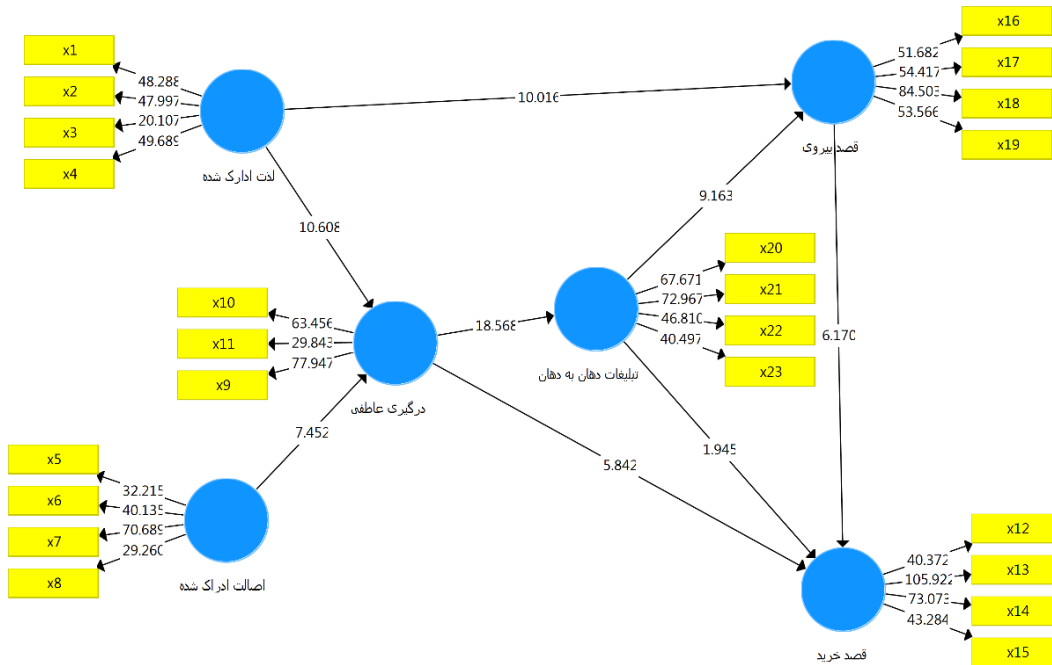 x1
x2
x3
x4
48.288
47.997
20.107
49.689
لذت ادارک شده
10.016
10.608
x16
x17
x18
x19
51.682
54.417
84.503
53.566
قصد پیروی
9.163
6.170
x10
x11
x9
63.456
29.843
77.947
درگیری عاطفی
18.568
x20
x21
x22
x23
67.671
72.967
46.810
40.497
تبلیغات دهان به دهان
7.452
5.842
1.945
x5
x6
x7
x8
32.215
40.135
70.689
29.260
اصالت ادراک شده
x12
x13
x14
x15
40.372
105.922
73.073
43.284
قصد خرید